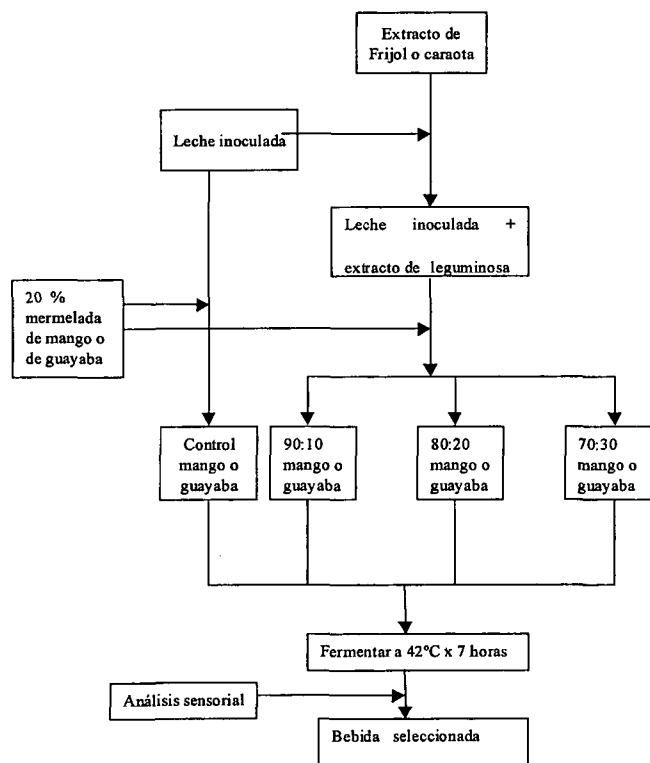 Extracto de
Frijol o caraota
Leche inoculada
Leche inoculada +
extracto de leguminosa
20 %
mermelada
de mango o
de guayaba
Control
mango o
guayaba
90:10
mango o
guayaba
80:20
mango o
guayaba
70:30
mango o
guayaba
Fermentar a 42°C x 7 horas
Análisis sensorial
Bebida seleccionada